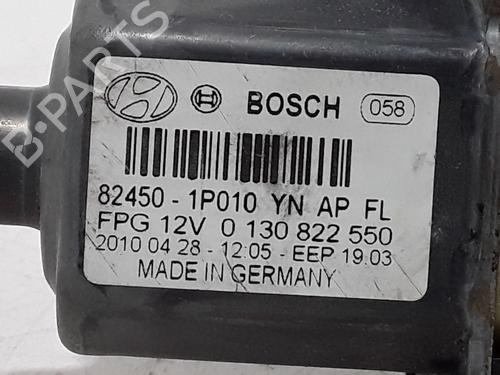 BOSCH 058
82450 - 1P010 YN AP FL
FPG 12V 0 130 822 550
2010 04 28 - 12:05 - EEP 19.03
MADE IN GERMANY
B-PARTS